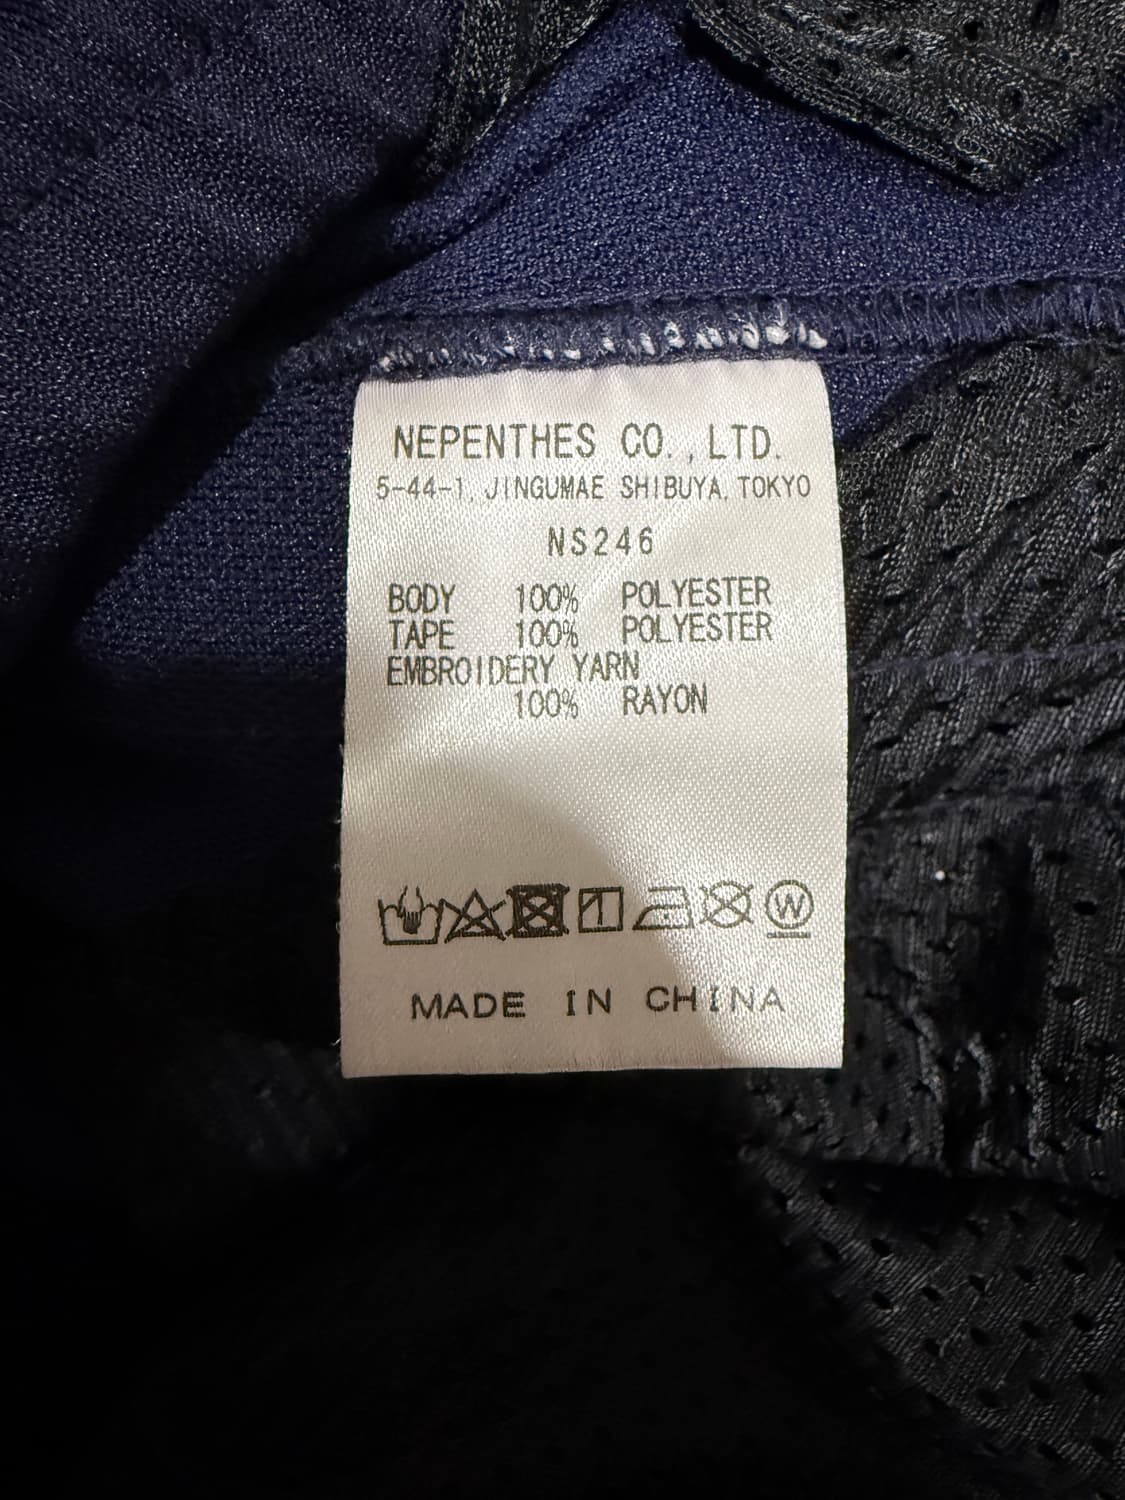 NEPENTHES CO.,LTD.
5-44-1, JINGUMAE SHIBUYA, TOKYO
NS246
BODY 100% POLYESTER
TAPE 100% POLYESTER
EMBROIDERY YARN
100% RAYON
W
MADE IN CHINA